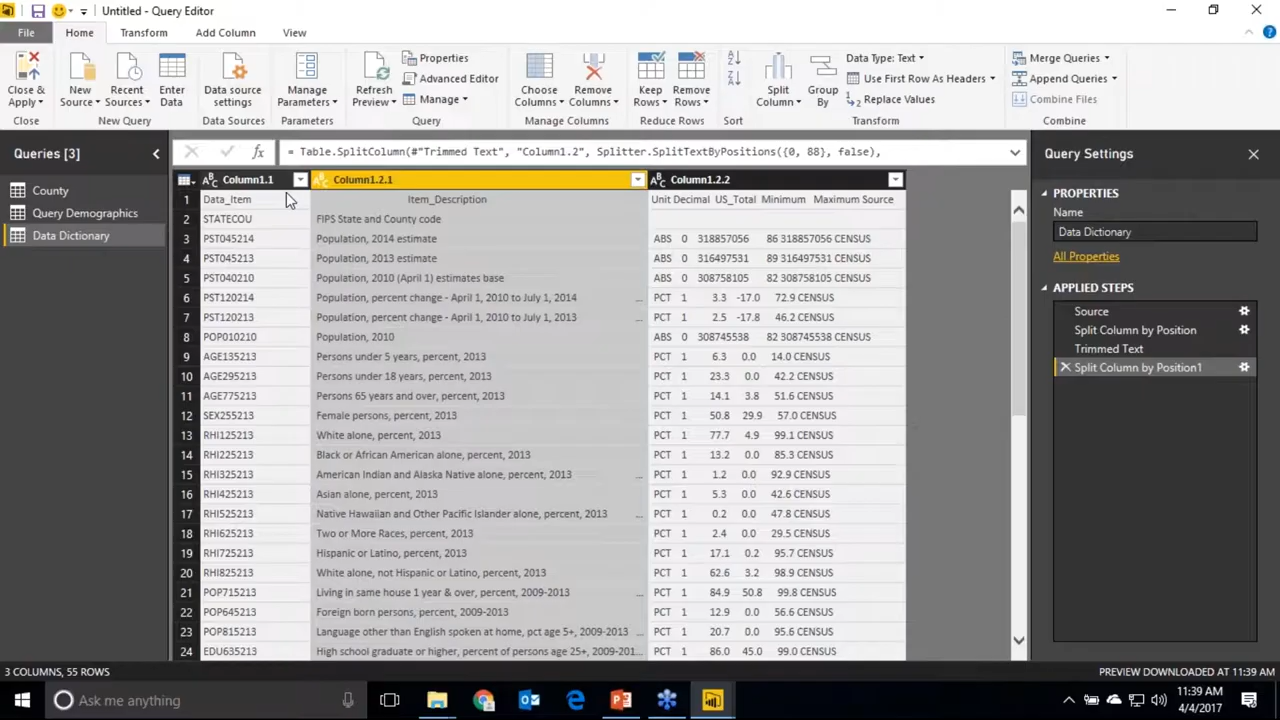 Untitled - Query Editor
File
Home
Transform
Add Column
View
Close &
Apply
New
Source
Recent
Sources
Enter
Data
Data source
settings
Manage
Parameters
Refresh
Preview
Properties
Advanced Editor
Manage
Choose
Columns
Remove
Columns
Keep
Rows
Remove
Rows
Split
Column
Group
By
Data Type: Text
Use First Row As Headers
Replace Values
Merge Queries
Append Queries
Combine Files
Close
New Query
Data Sources
Parameters
Query
Manage Columns
Reduce Rows
Sort
Transform
Combine
Queries [3]
County
Query Demographics
Data Dictionary
fx
= Table.SplitColumn(#"Trimmed Text", "Column1.2", Splitter.SplitTextByPositions({0, 88}, false),
Column1.1 Column1.2.1 Column1.2.2
1 Data_Item Item_Description Unit Decimal US_Total Minimum Maximum Source
2 STATECOU FIPS State and County code
3 PST045214 Population, 2014 estimate ABS 0 318857056 86 318857056 CENSUS
4 PST045213 Population, 2013 estimate ABS 0 316497531 89 316497531 CENSUS
5 PST040210 Population, 2010 (April 1) estimates base ABS 0 308758105 82 308758105 CENSUS
6 PST120214 Population, percent change - April 1, 2010 to July 1, 2014 ... PCT 1 3.3 -17.0 72.9 CENSUS
7 PST120213 Population, percent change - April 1, 2010 to July 1, 2013 ... PCT 1 2.5 -17.8 46.2 CENSUS
8 POP010210 Population, 2010 ABS 0 308745538 82 308745538 CENSUS
9 AGE135213 Persons under 5 years, percent, 2013 PCT 1 6.3 0.0 14.0 CENSUS
10 AGE295213 Persons under 18 years, percent, 2013 PCT 1 23.3 0.0 42.2 CENSUS
11 AGE775213 Persons 65 years and over, percent, 2013 PCT 1 14.1 3.8 51.6 CENSUS
12 SEX255213 Female persons, percent, 2013 PCT 1 50.8 29.9 57.0 CENSUS
13 RHI125213 White alone, percent, 2013 PCT 1 77.7 4.9 99.1 CENSUS
14 RHI225213 Black or African American alone, percent, 2013 PCT 1 13.2 0.0 85.3 CENSUS
15 RHI325213 American Indian and Alaska Native alone, percent, 2013 ... PCT 1 1.2 0.0 92.9 CENSUS
16 RHI425213 Asian alone, percent, 2013 PCT 1 5.3 0.0 42.6 CENSUS
17 RHI525213 Native Hawaiian and Other Pacific Islander alone, percent, 2013 ... PCT 1 0.2 0.0 47.8 CENSUS
18 RHI625213 Two or More Races, percent, 2013 PCT 1 2.4 0.0 29.5 CENSUS
19 RHI725213 Hispanic or Latino, percent, 2013 PCT 1 17.1 0.2 95.7 CENSUS
20 RHI825213 White alone, not Hispanic or Latino, percent, 2013 PCT 1 62.6 3.2 98.9 CENSUS
21 POP715213 Living in same house 1 year & over, percent, 2009-2013 ... PCT 1 84.9 50.8 99.8 CENSUS
22 POP645213 Foreign born persons, percent, 2009-2013 PCT 1 12.9 0.0 56.6 CENSUS
23 POP815213 Language other than English spoken at home, pct age 5+, 2009-2013 ... PCT 1 20.7 0.0 95.6 CENSUS
24 EDU635213 High school graduate or higher, percent of persons age 25+, 2009-201... PCT 1 86.0 45.0 99.0 CENSUS
Query Settings
PROPERTIES
Name
Data Dictionary
All Properties
APPLIED STEPS
Source
Split Column by Position
Trimmed Text
Split Column by Position1
3 COLUMNS, 55 ROWS
PREVIEW DOWNLOADED AT 11:39 AM
Ask me anything
11:39 AM
4/4/2017